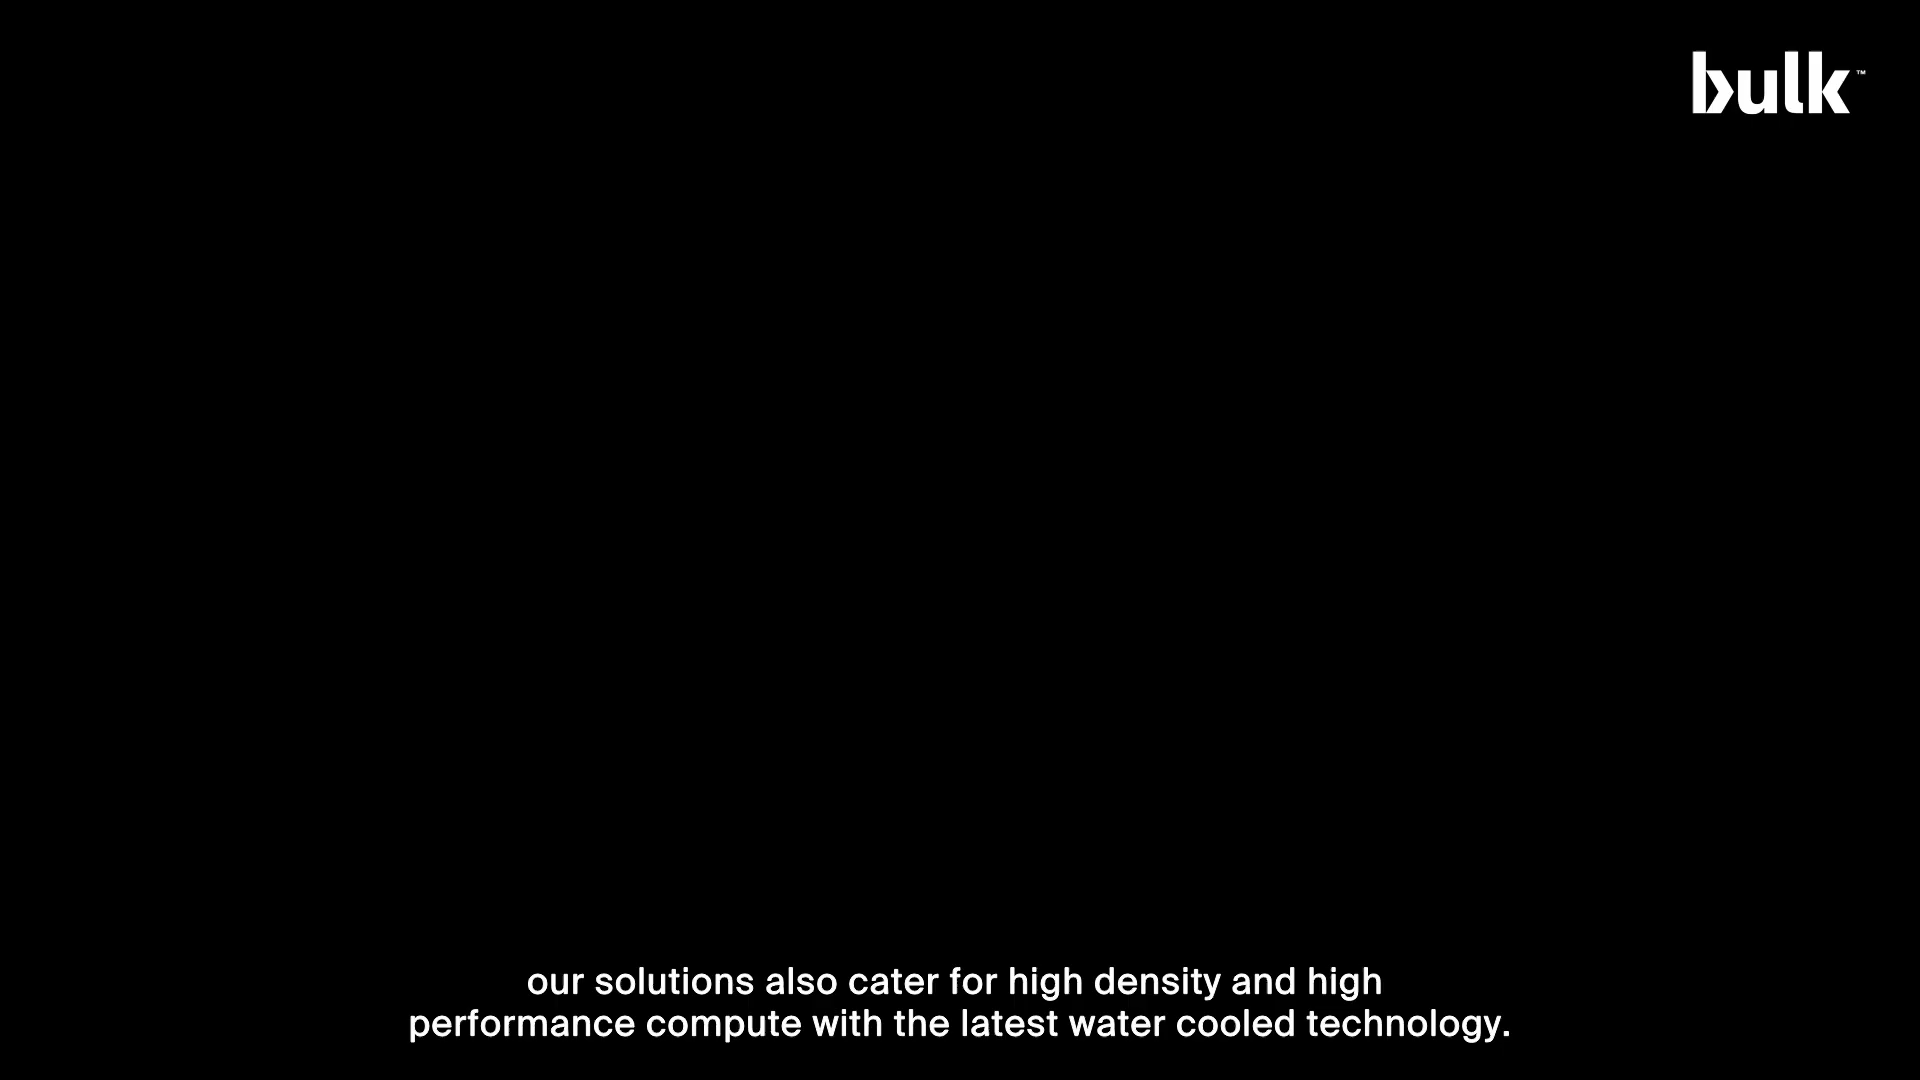 bulk™
our solutions also cater for high density and high
performance compute with the latest water cooled technology.